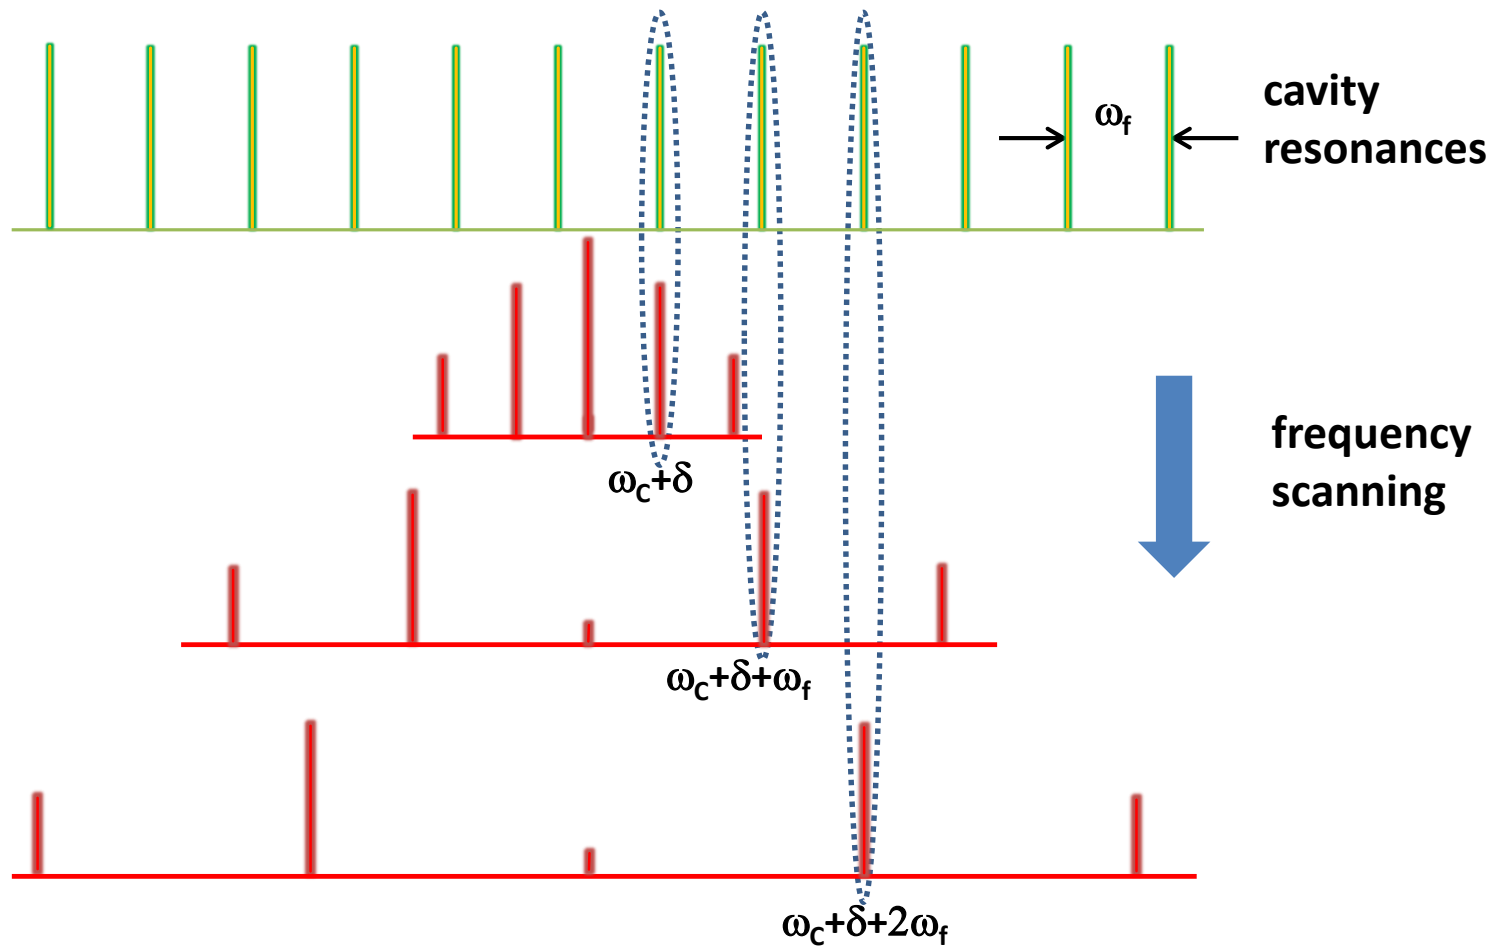 cavity
resonances
ωf
ωC+δ
frequency
scanning
ωC+δ+ωf
ωC+δ+2ωf